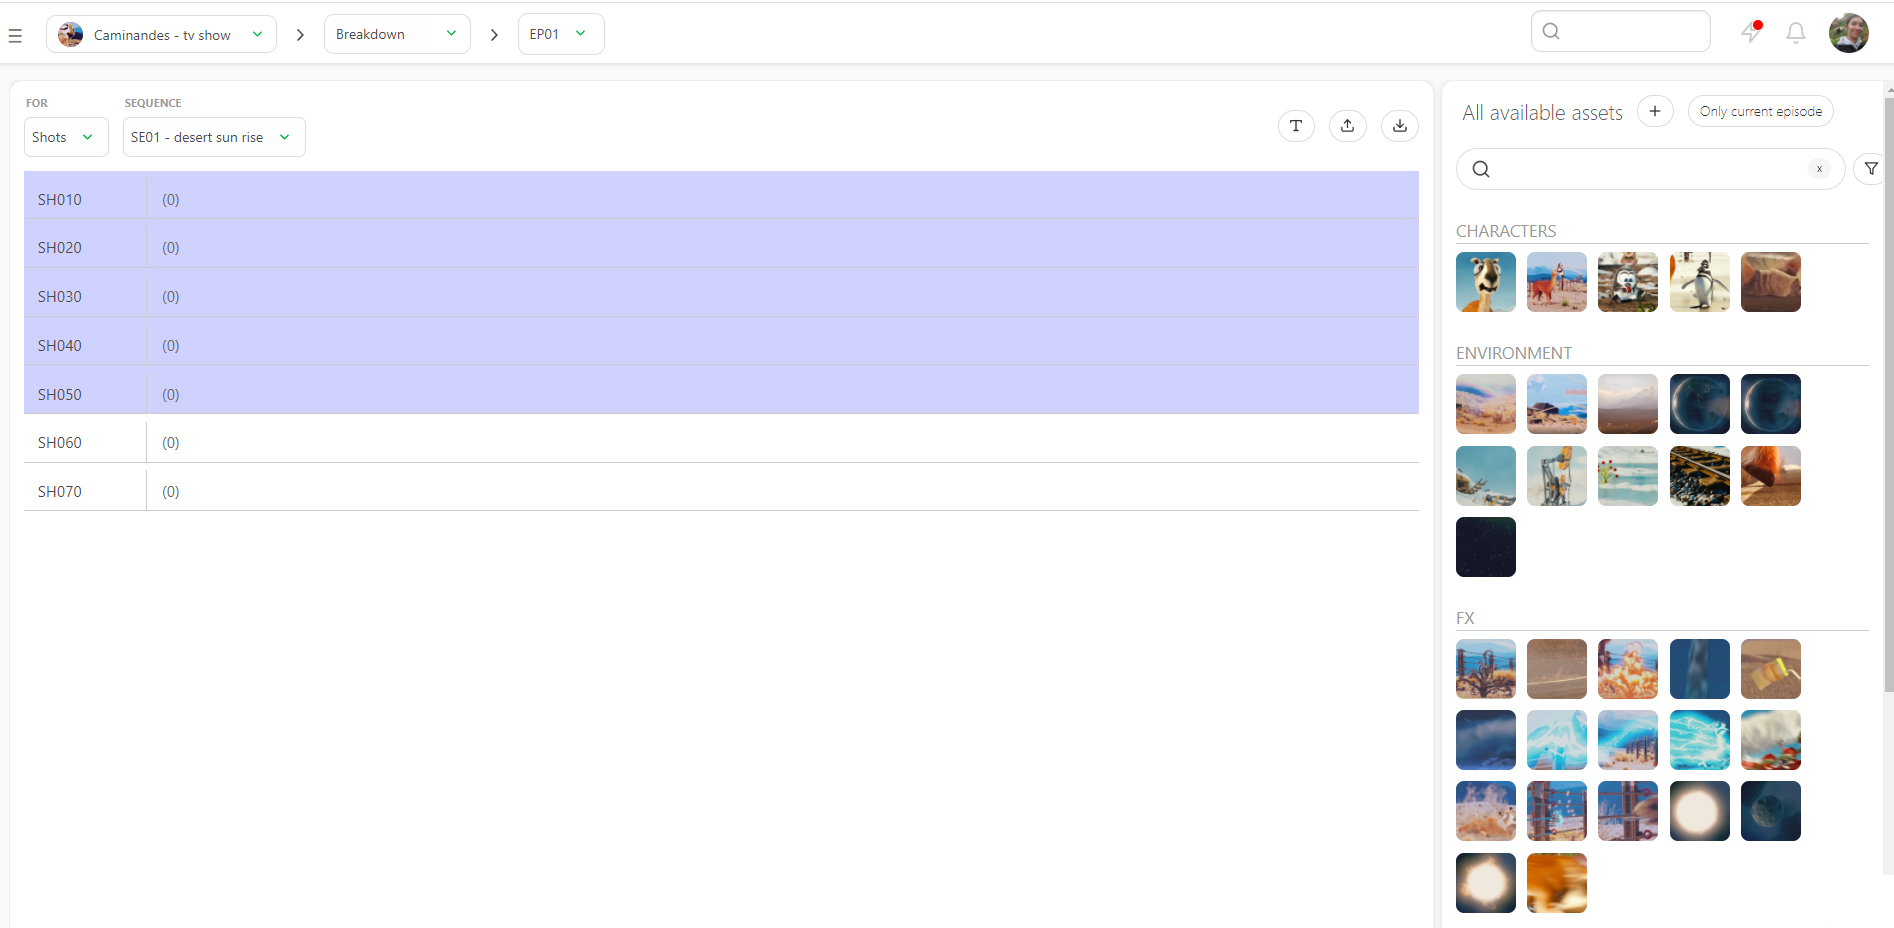 Caminandes - tv show
Breakdown
EP01
FOR
SEQUENCE
Shots
SE01 - desert sun rise
T
SH010 (0)
SH020 (0)
SH030 (0)
SH040 (0)
SH050 (0)
SH060 (0)
SH070 (0)
All available assets
+
Only current episode
x
CHARACTERS
ENVIRONMENT
FX